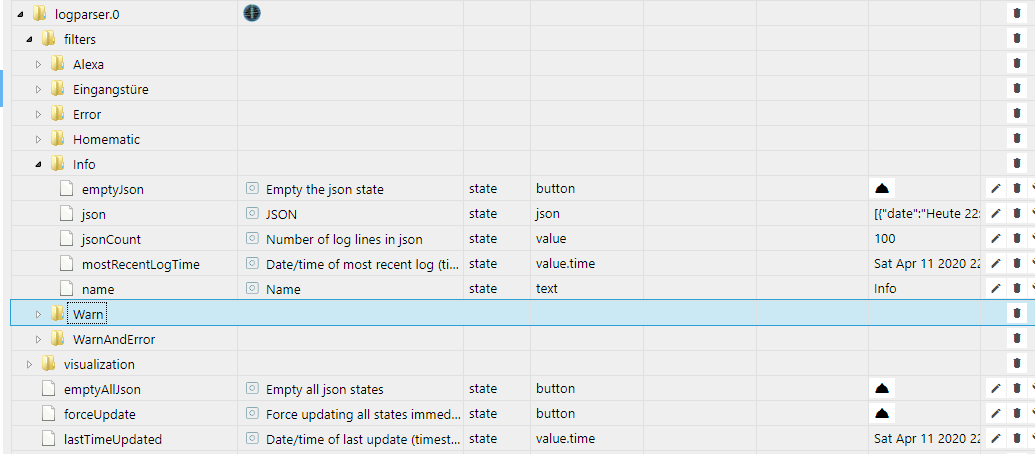 logparser.0
filters
Alexa
Eingangstüre
Error
Homematic
Info
emptyJson Empty the json state state button
json JSON state json [{"date":"Heute 22:
jsonCount Number of log lines in json state value 100
mostRecentLogTime Date/time of most recent log (ti... state value.time Sat Apr 11 2020 22
name Name state text Info
Warn
WarnAndError
visualization
emptyAllJson Empty all json states state button
forceUpdate Force updating all states immed... state button
lastTimeUpdated Date/time of last update (timest... state value.time Sat Apr 11 2020 22